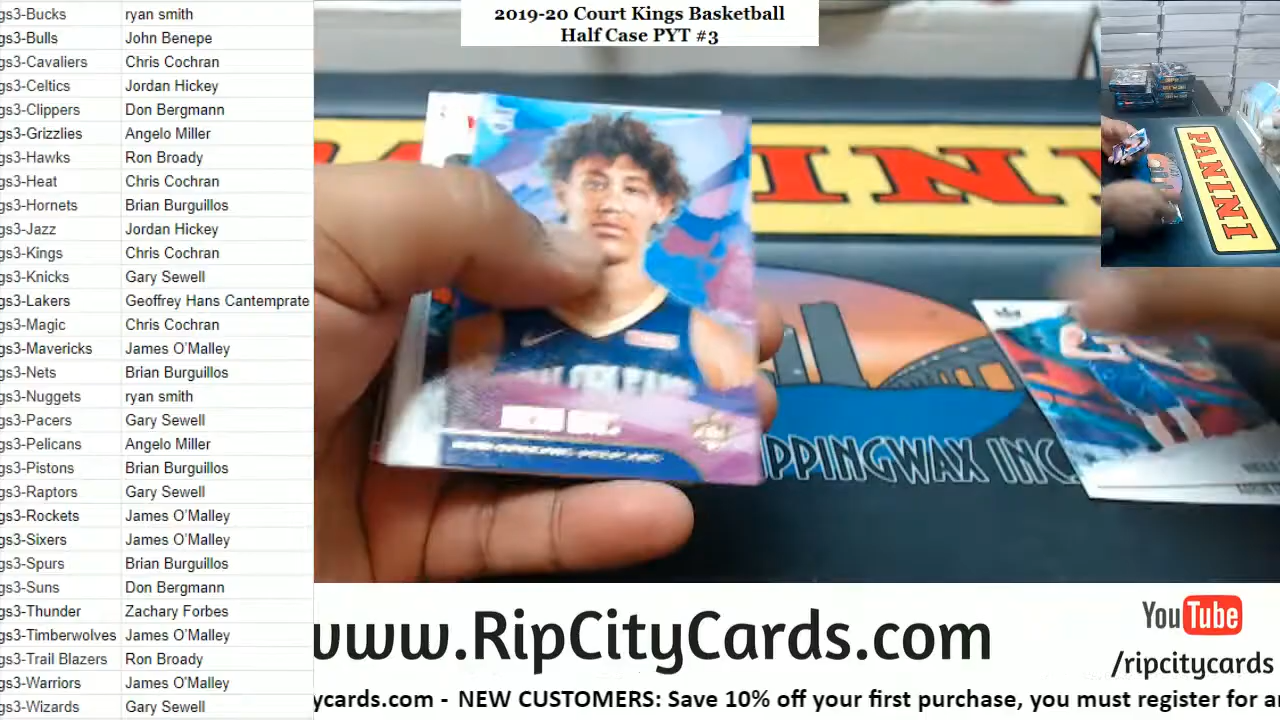 2019-20 Court Kings Basketball
Half Case PYT #3
gs3-Bucks ryan smith
gs3-Bulls John Benepe
gs3-Cavaliers Chris Cochran
gs3-Celtics Jordan Hickey
gs3-Clippers Don Bergmann
gs3-Grizzlies Angelo Miller
gs3-Hawks Ron Broady
gs3-Heat Chris Cochran
gs3-Hornets Brian Burguillos
gs3-Jazz Jordan Hickey
gs3-Kings Chris Cochran
gs3-Knicks Gary Sewell
gs3-Lakers Geoffrey Hans Cantemprate
gs3-Magic Chris Cochran
gs3-Mavericks James O'Malley
gs3-Nets Brian Burguillos
gs3-Nuggets ryan smith
gs3-Pacers Gary Sewell
gs3-Pelicans Angelo Miller
gs3-Pistons Brian Burguillos
gs3-Raptors Gary Sewell
gs3-Rockets James O'Malley
gs3-Sixers James O'Malley
gs3-Spurs Brian Burguillos
gs3-Suns Don Bergmann
gs3-Thunder Zachary Forbes
gs3-Timberwolves James O'Malley
gs3-Trail Blazers Ron Broady
gs3-Warriors James O'Malley
gs3-Wizards Gary Sewell
PANINI
INI
PPINGWAX INC
www.RipCityCards.com
YouTube
/ripcitycards
ycards.com - NEW CUSTOMERS: Save 10% off your first purchase, you must register for a